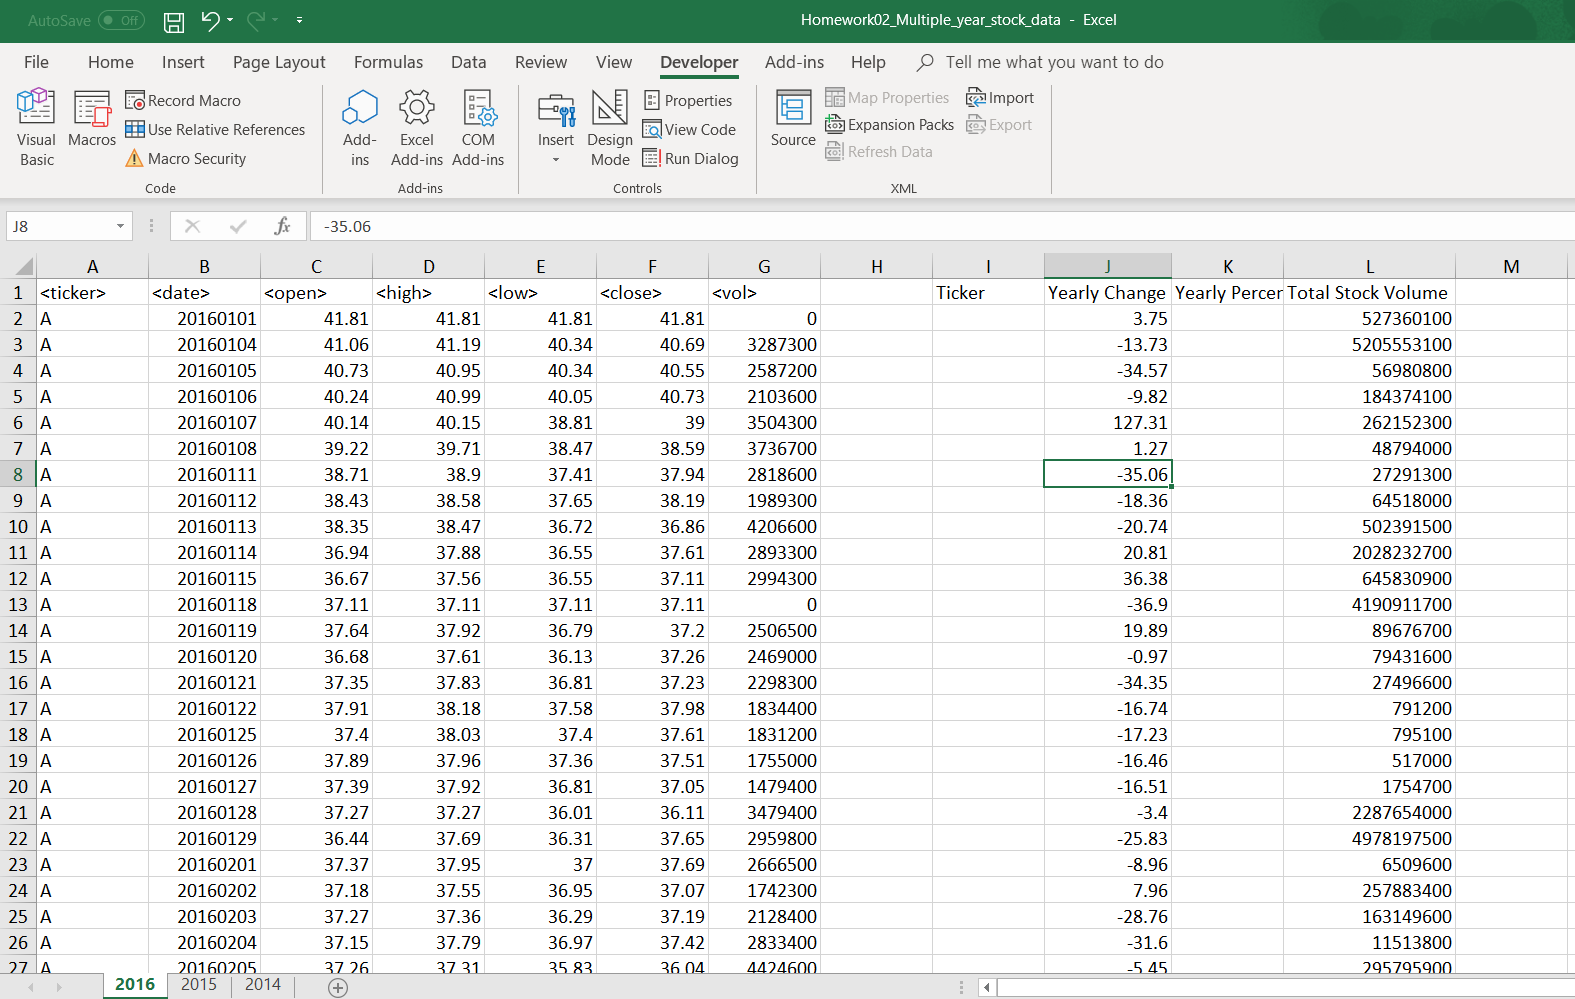 AutoSave Off Homework02_Multiple_year_stock_data - Excel
File Home Insert Page Layout Formulas Data Review View Developer Add-ins Help Tell me what you want to do
Visual Basic
Macros
Record Macro
Use Relative References
Macro Security
Code
Add-ins
Excel Add-ins
COM Add-ins
Add-ins
Insert
Design Mode
Properties
View Code
Run Dialog
Controls
Source
Map Properties
Expansion Packs
Refresh Data
Import
Export
XML
J8 fx -35.06
A B C D E F G H I J K L M
1 <ticker> <date> <open> <high> <low> <close> <vol> Ticker Yearly Change Yearly Percer Total Stock Volume
2 A 20160101 41.81 41.81 41.81 41.81 0 3.75 527360100
3 A 20160104 41.06 41.19 40.34 40.69 3287300 -13.73 5205553100
4 A 20160105 40.73 40.95 40.34 40.55 2587200 -34.57 56980800
5 A 20160106 40.24 40.99 40.05 40.73 2103600 -9.82 184374100
6 A 20160107 40.14 40.15 38.81 39 3504300 127.31 262152300
7 A 20160108 39.22 39.71 38.47 38.59 3736700 1.27 48794000
8 A 20160111 38.71 38.9 37.41 37.94 2818600 -35.06 27291300
9 A 20160112 38.43 38.58 37.65 38.19 1989300 -18.36 64518000
10 A 20160113 38.35 38.47 36.72 36.86 4206600 -20.74 502391500
11 A 20160114 36.94 37.88 36.55 37.61 2893300 20.81 2028232700
12 A 20160115 36.67 37.56 36.55 37.11 2994300 36.38 645830900
13 A 20160118 37.11 37.11 37.11 37.11 0 -36.9 4190911700
14 A 20160119 37.64 37.92 36.79 37.2 2506500 19.89 89676700
15 A 20160120 36.68 37.61 36.13 37.26 2469000 -0.97 79431600
16 A 20160121 37.35 37.83 36.81 37.23 2298300 -34.35 27496600
17 A 20160122 37.91 38.18 37.58 37.98 1834400 -16.74 791200
18 A 20160125 37.4 38.03 37.4 37.61 1831200 -17.23 795100
19 A 20160126 37.89 37.96 37.36 37.51 1755000 -16.46 517000
20 A 20160127 37.39 37.92 36.81 37.05 1479400 -16.51 1754700
21 A 20160128 37.27 37.27 36.01 36.11 3479400 -3.4 2287654000
22 A 20160129 36.44 37.69 36.31 37.65 2959800 -25.83 4978197500
23 A 20160201 37.37 37.95 37 37.69 2666500 -8.96 6509600
24 A 20160202 37.18 37.55 36.95 37.07 1742300 7.96 257883400
25 A 20160203 37.27 37.36 36.29 37.19 2128400 -28.76 163149600
26 A 20160204 37.15 37.79 36.97 37.42 2833400 -31.6 11513800
27 A 20160205 37.26 37.31 35.83 36.04 4424600 -5.45 295795900
2016 2015 2014